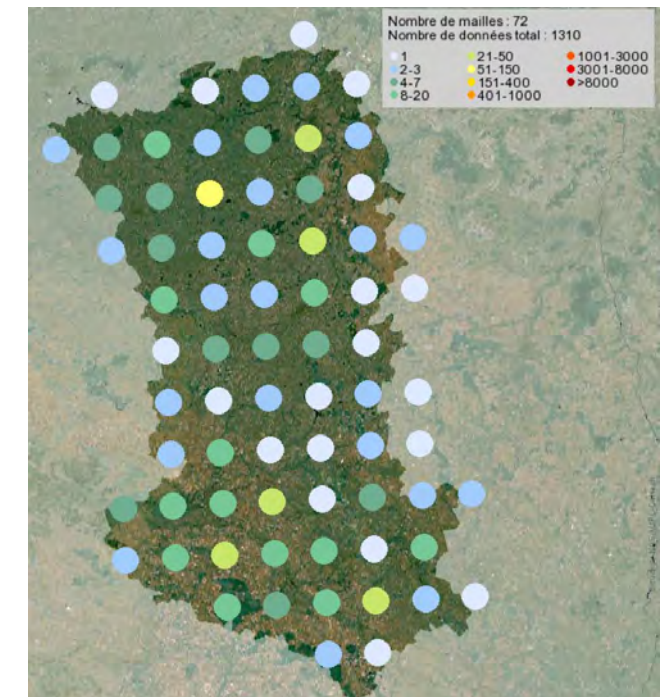 Nombre de mailles : 72
Nombre de données total : 1310
1 21-50 1001-3000
2-3 51-150 3001-8000
4-7 151-400 >8000
8-20 401-1000